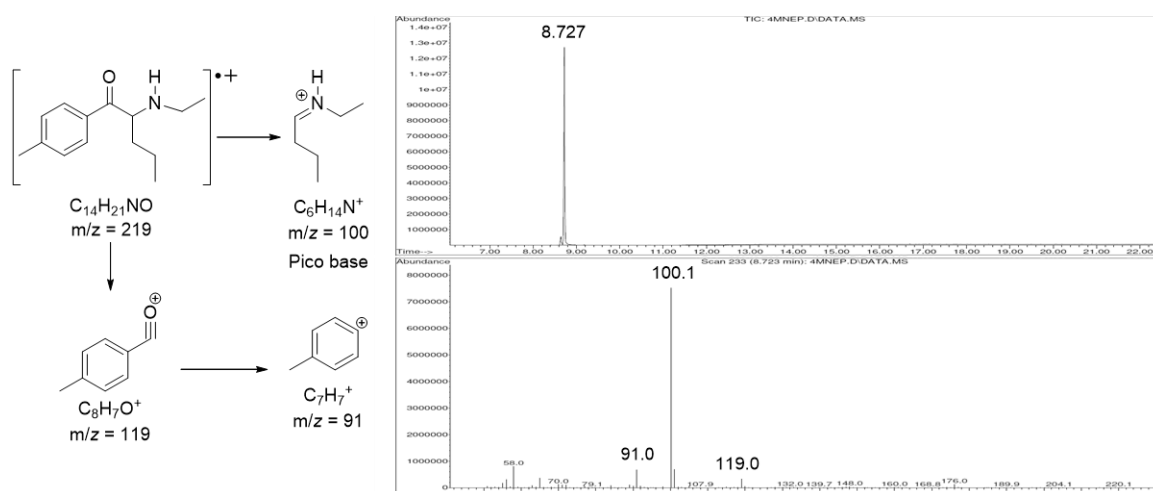 O
H
N
•+
C14H21NO
m/z = 219
H
⊕
N
C6H14N+
m/z = 100
Pico base
⊕
O
C8H7O+
m/z = 119
⊕
C7H7+
m/z = 91
Abundance
TIC: 4MNEP.D\DATA.MS
8.727
1.4e+07
1.3e+07
1.2e+07
1.1e+07
1e+07
9000000
8000000
7000000
6000000
5000000
4000000
3000000
2000000
1000000
Time-->
7.00 8.00 9.00 10.00 11.00 12.00 13.00 14.00 15.00 16.00 17.00 18.00 19.00 20.00 21.00 22.00
Abundance
Scan 233 (8.723 min): 4MNEP.D\DATA.MS
100.1
8000000
7000000
6000000
5000000
4000000
3000000
2000000
1000000
0
58.0 70.0 79.1 91.0 107.9 119.0 132.0 139.7 148.0 160.0 168.8 176.0 189.9 204.1 220.1